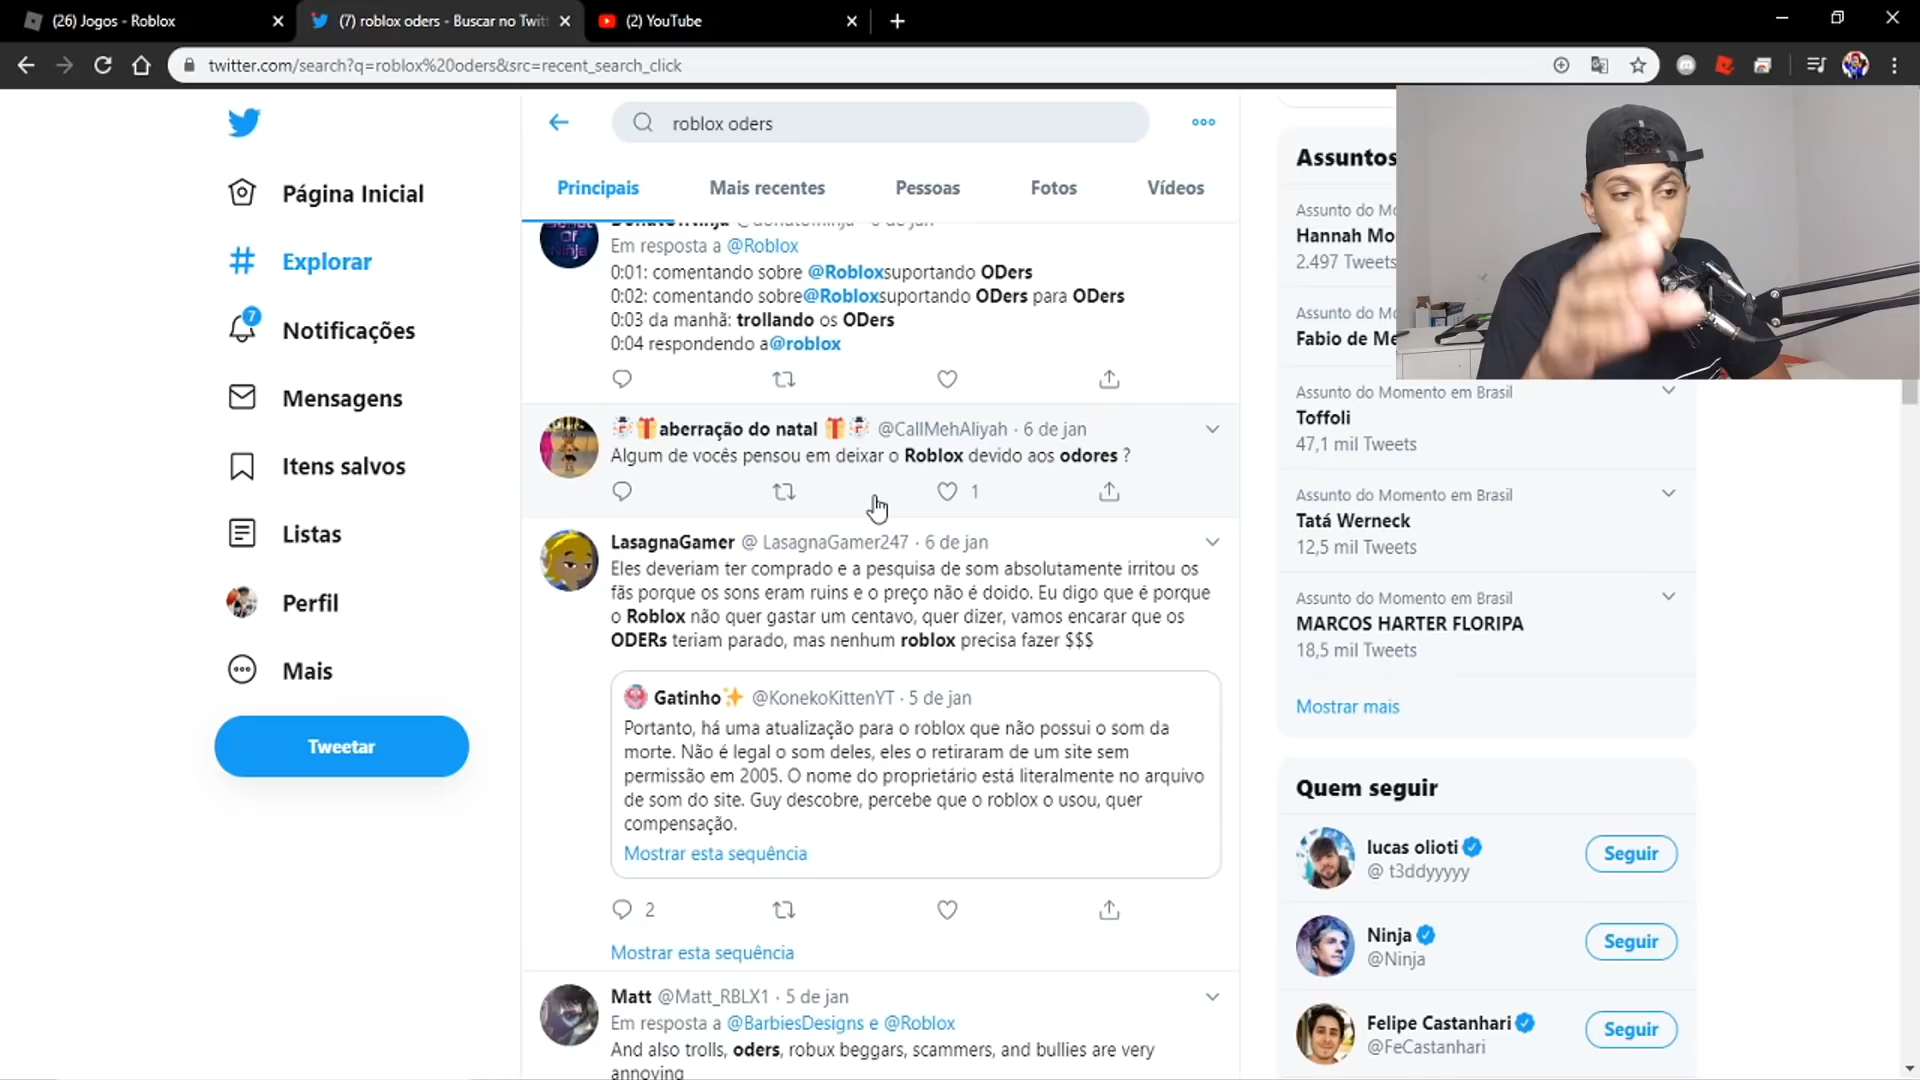 (26) Jogos - Roblox
(7) roblox oders - Buscar no Twit
(2) YouTube
twitter.com/search?q=roblox%20oders&src=recent_search_click
roblox oders
Principais
Mais recentes
Pessoas
Fotos
Vídeos
Página Inicial
Explorar
7
Notificações
Mensagens
Itens salvos
Listas
Perfil
Mais
Tweetar
Em resposta a @Roblox
0:01: comentando sobre @Robloxsuportando ODers
0:02: comentando sobre@Robloxsuportando ODers para ODers
0:03 da manhã: trollando os ODers
0:04 respondendo a@roblox
aberração do natal @CallMehAliyah · 6 de jan
Algum de vocês pensou em deixar o Roblox devido aos odores ?
1
LasagnaGamer @ LasagnaGamer247 · 6 de jan
Eles deveriam ter comprado e a pesquisa de som absolutamente irritou os
fãs porque os sons eram ruins e o preço não é doido. Eu digo que é porque
o Roblox não quer gastar um centavo, quer dizer, vamos encarar que os
ODERs teriam parado, mas nenhum roblox precisa fazer $$$
Gatinho @KonekoKittenYT · 5 de jan
Portanto, há uma atualização para o roblox que não possui o som da
morte. Não é legal o som deles, eles o retiraram de um site sem
permissão em 2005. O nome do proprietário está literalmente no arquivo
de som do site. Guy descobre, percebe que o roblox o usou, quer
compensação.
Mostrar esta sequência
2
Mostrar esta sequência
Matt @Matt_RBLX1 · 5 de jan
Em resposta a @BarbiesDesigns e @Roblox
And also trolls, oders, robux beggars, scammers, and bullies are very
annoying
Assuntos
Assunto do Mo
Hannah Mo
2.497 Tweets
Assunto do Mo
Fabio de Me
Assunto do Momento em Brasil
Toffoli
47,1 mil Tweets
Assunto do Momento em Brasil
Tatá Werneck
12,5 mil Tweets
Assunto do Momento em Brasil
MARCOS HARTER FLORIPA
18,5 mil Tweets
Mostrar mais
Quem seguir
lucas olioti
@ t3ddyyyyy
Seguir
Ninja
@Ninja
Seguir
Felipe Castanhari
@FeCastanhari
Seguir